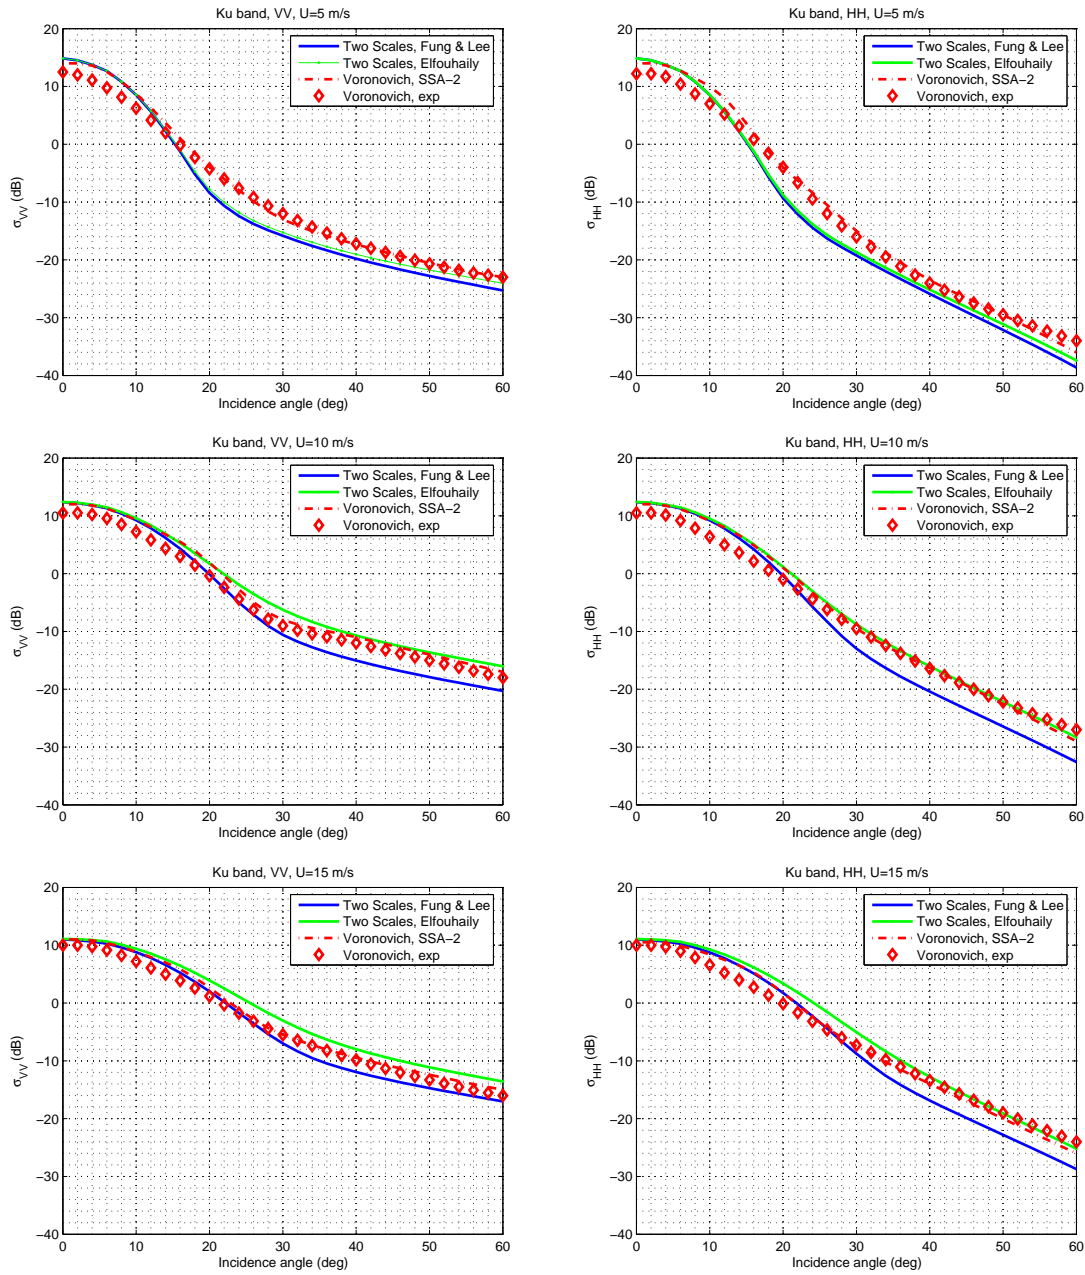 Ku band, VV, U=5 m/s
Two Scales, Fung & Lee
Two Scales, Elfouhaily
Voronovich, SSA−2
Voronovich, exp
20
10
0
−10
−20
−30
−40
σVV (dB)
0 10 20 30 40 50 60
Incidence angle (deg)
Ku band, HH, U=5 m/s
Two Scales, Fung & Lee
Two Scales, Elfouhaily
Voronovich, SSA−2
Voronovich, exp
20
10
0
−10
−20
−30
−40
σHH (dB)
0 10 20 30 40 50 60
Incidence angle (deg)
Ku band, VV, U=10 m/s
Two Scales, Fung & Lee
Two Scales, Elfouhaily
Voronovich, SSA−2
Voronovich, exp
20
10
0
−10
−20
−30
−40
σVV (dB)
0 10 20 30 40 50 60
Incidence angle (deg)
Ku band, HH, U=10 m/s
Two Scales, Fung & Lee
Two Scales, Elfouhaily
Voronovich, SSA−2
Voronovich, exp
20
10
0
−10
−20
−30
−40
σHH (dB)
0 10 20 30 40 50 60
Incidence angle (deg)
Ku band, VV, U=15 m/s
Two Scales, Fung & Lee
Two Scales, Elfouhaily
Voronovich, SSA−2
Voronovich, exp
20
10
0
−10
−20
−30
−40
σVV (dB)
0 10 20 30 40 50 60
Incidence angle (deg)
Ku band, HH, U=15 m/s
Two Scales, Fung & Lee
Two Scales, Elfouhaily
Voronovich, SSA−2
Voronovich, exp
20
10
0
−10
−20
−30
−40
σHH (dB)
0 10 20 30 40 50 60
Incidence angle (deg)